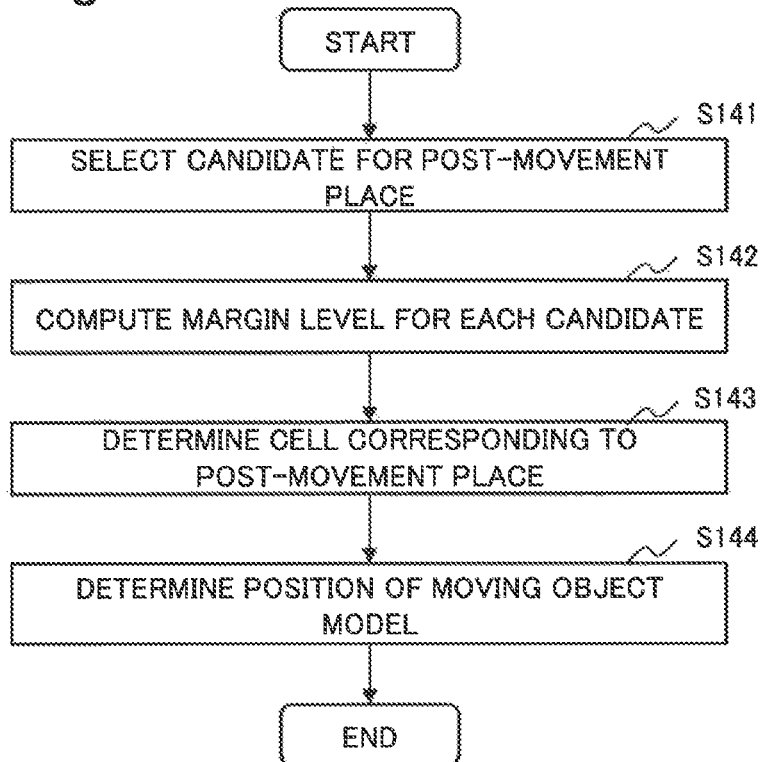 START
S141
SELECT CANDIDATE FOR POST-MOVEMENT
PLACE
S142
COMPUTE MARGIN LEVEL FOR EACH CANDIDATE
S143
DETERMINE CELL CORRESPONDING TO
POST-MOVEMENT PLACE
S144
DETERMINE POSITION OF MOVING OBJECT
MODEL
END